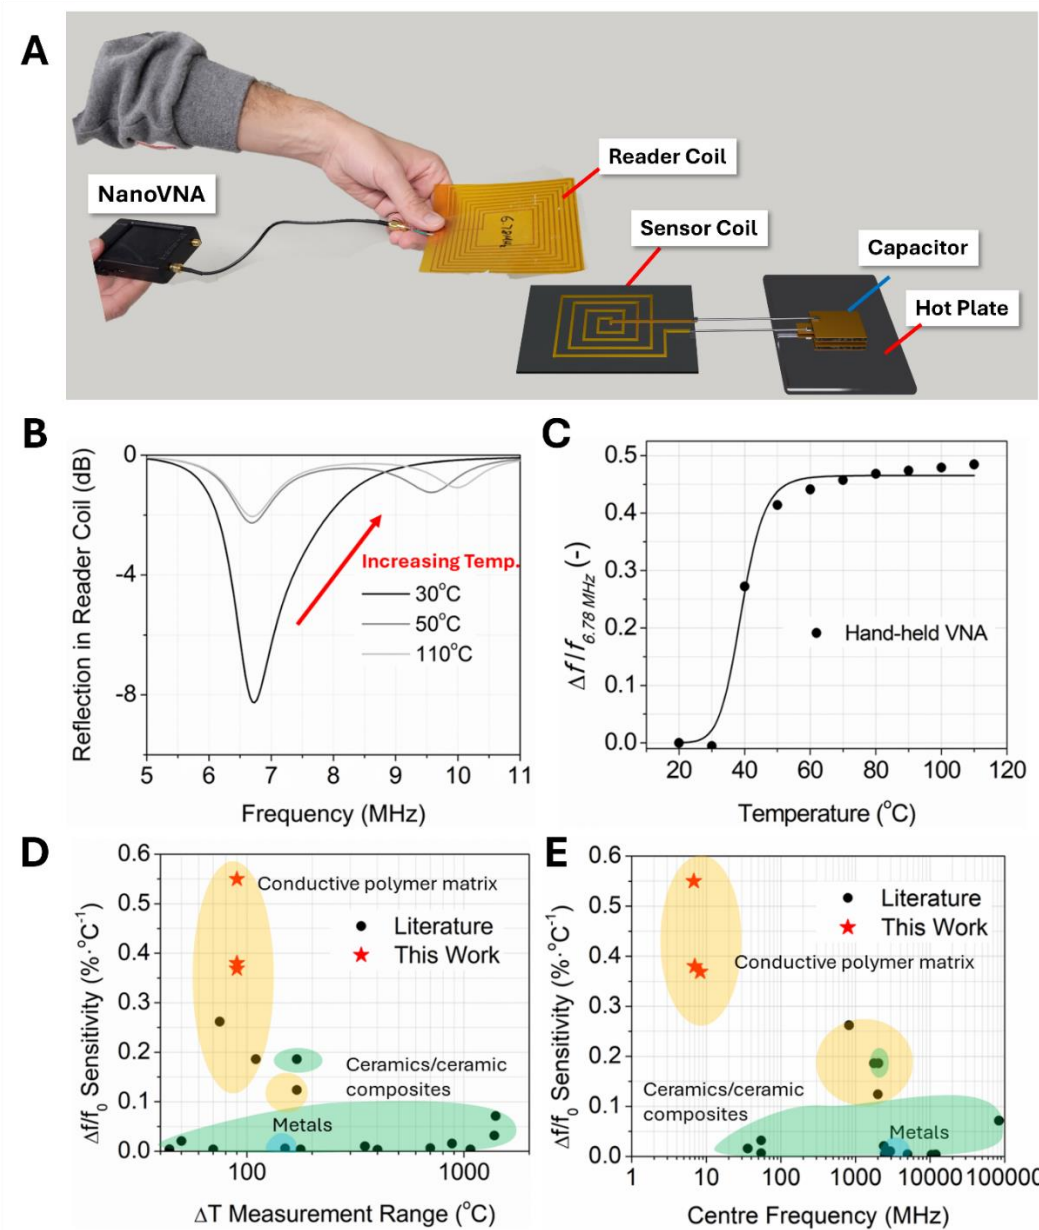 A
NanoVNA
Reader Coil
6.78MHz
Sensor Coil
Capacitor
Hot Plate
B
Reflection in Reader Coil (dB)
0
-4
-8
Increasing Temp.
30°C
50°C
110°C
5 6 7 8 9 10 11
Frequency (MHz)
C
Δf/f6.78 MHz (-)
0.5
0.4
0.3
0.2
0.1
0.0
Hand-held VNA
20 40 60 80 100 120
Temperature (°C)
D
Δf/f0 Sensitivity (%·°C-1)
0.6
0.5
0.4
0.3
0.2
0.1
0.0
Conductive polymer matrix
Literature
This Work
Ceramics/ceramic
composites
Metals
100 1000
ΔT Measurement Range (°C)
E
Δf/f0 Sensitivity (%·°C-1)
0.6
0.5
0.4
0.3
0.2
0.1
0.0
Literature
This Work
Conductive polymer matrix
Ceramics/ceramic
composites
Metals
1 10 100 1000 10000 100000
Centre Frequency (MHz)